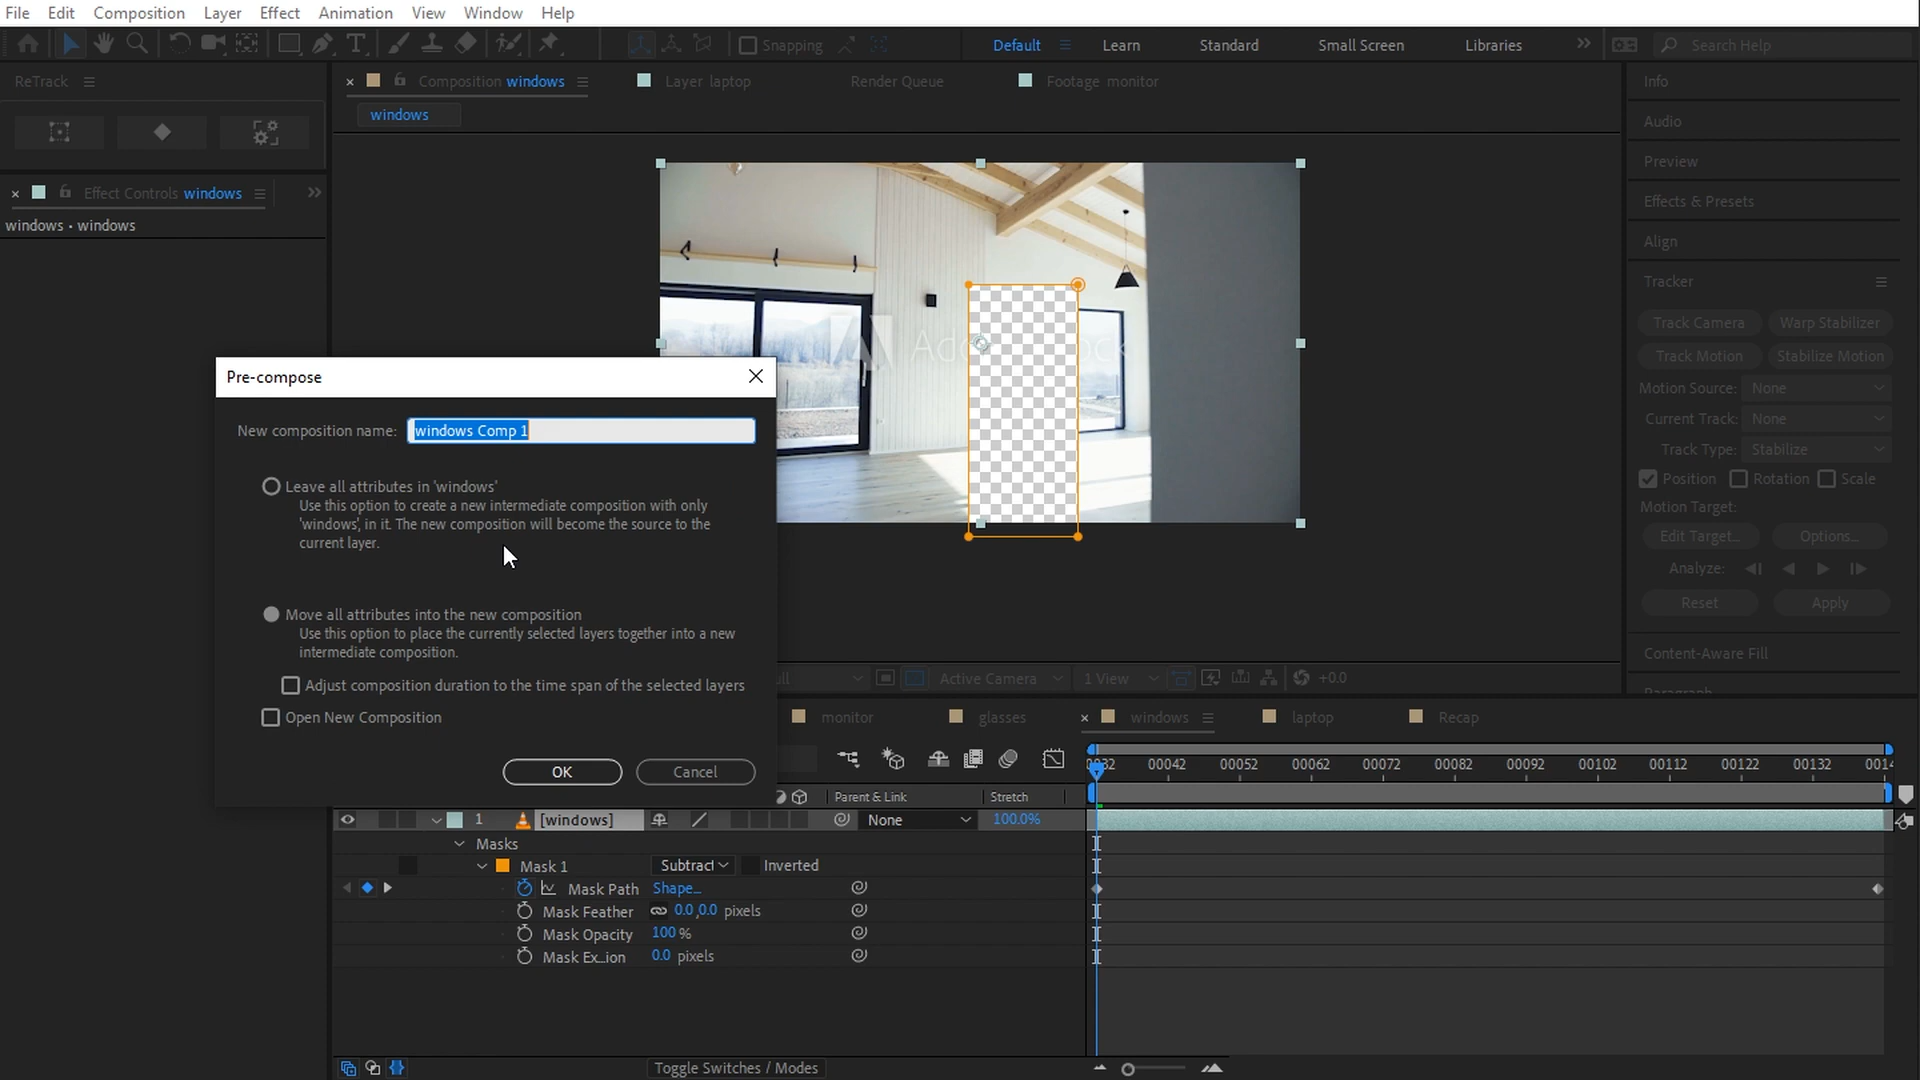 File Edit Composition Layer Effect Animation View Window Help
Snapping Default Learn Standard Small Screen Libraries Search Help
ReTrack
Composition windows
Layer laptop
Render Queue
Footage monitor
windows
Effect Controls windows
windows • windows
Info
Audio
Preview
Effects & Presets
Align
Tracker
Track Camera Warp Stabilizer
Track Motion Stabilize Motion
Motion Source: None
Current Track: None
Track Type: Stabilize
Position Rotation Scale
Motion Target:
Edit Target... Options...
Analyze:
Reset Apply
Content-Aware Fill
Pre-compose
New composition name: windows Comp 1
Leave all attributes in 'windows'
Use this option to create a new intermediate composition with only
'windows', in it. The new composition will become the source to the
current layer.
Move all attributes into the new composition
Use this option to place the currently selected layers together into a new
intermediate composition.
Adjust composition duration to the time span of the selected layers
Open New Composition
OK Cancel
Active Camera 1 View +0.0
monitor glasses windows laptop Recap
00042 00052 00062 00072 00082 00092 00102 00112 00122 00132
Parent & Link Stretch
1 [windows] None 100.0%
Masks
Mask 1 Subtract Inverted
Mask Path Shape...
Mask Feather 0.0,0.0 pixels
Mask Opacity 100 %
Mask Ex...ion 0.0 pixels
Toggle Switches / Modes